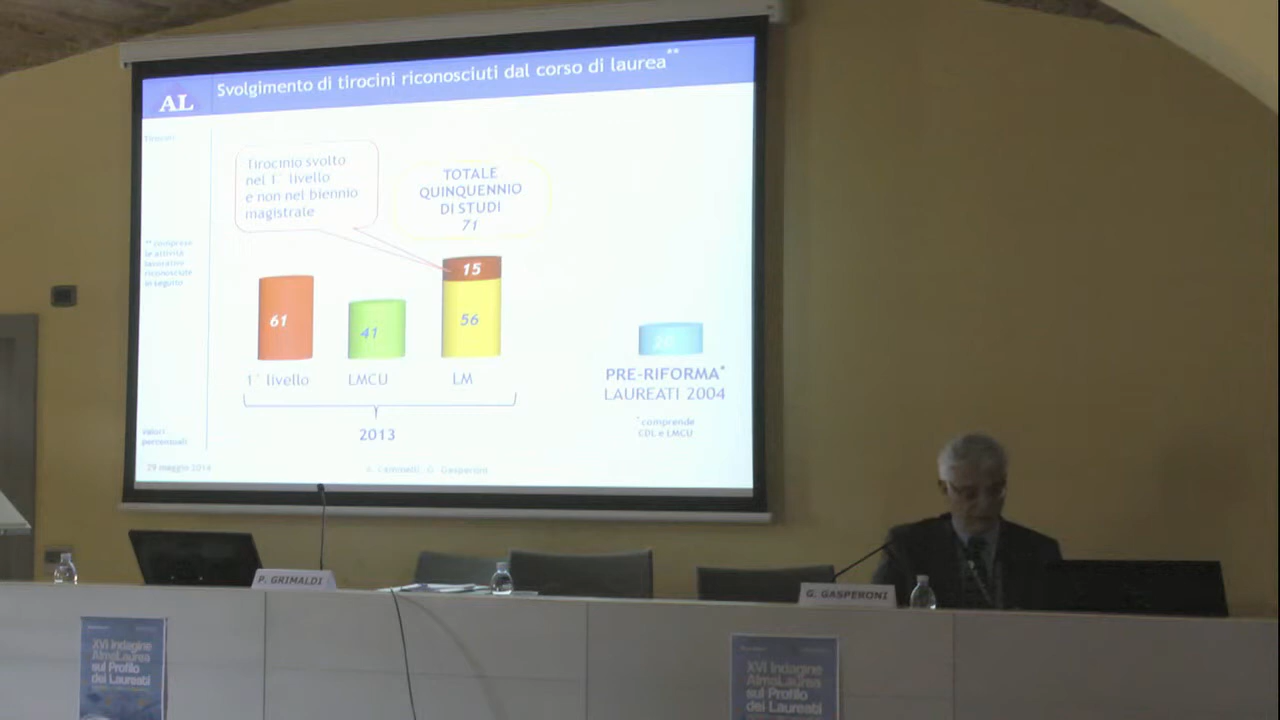 Svolgimento di tirocini riconosciuti dal corso di laurea**
AL
Tirocini
Tirocinio svolto
nel 1° livello
e non nel biennio
magistrale
TOTALE
QUINQUENNIO
DI STUDI
71
** comprese
le attività
lavorative
riconosciute
in seguito
15
61
41
56
1° livello
LMCU
LM
PRE-RIFORMA*
LAUREATI 2004
2013
*comprende
CDL e LMCU
valori
percentuali
29 maggio 2014
A. Cammelli, G. Gasperoni
P. GRIMALDI
G. GASPERONI
XVI Indagine
AlmaLaurea
sul Profilo
dei Laureati
XVI Indagine
AlmaLaurea
sul Profilo
dei Laureati